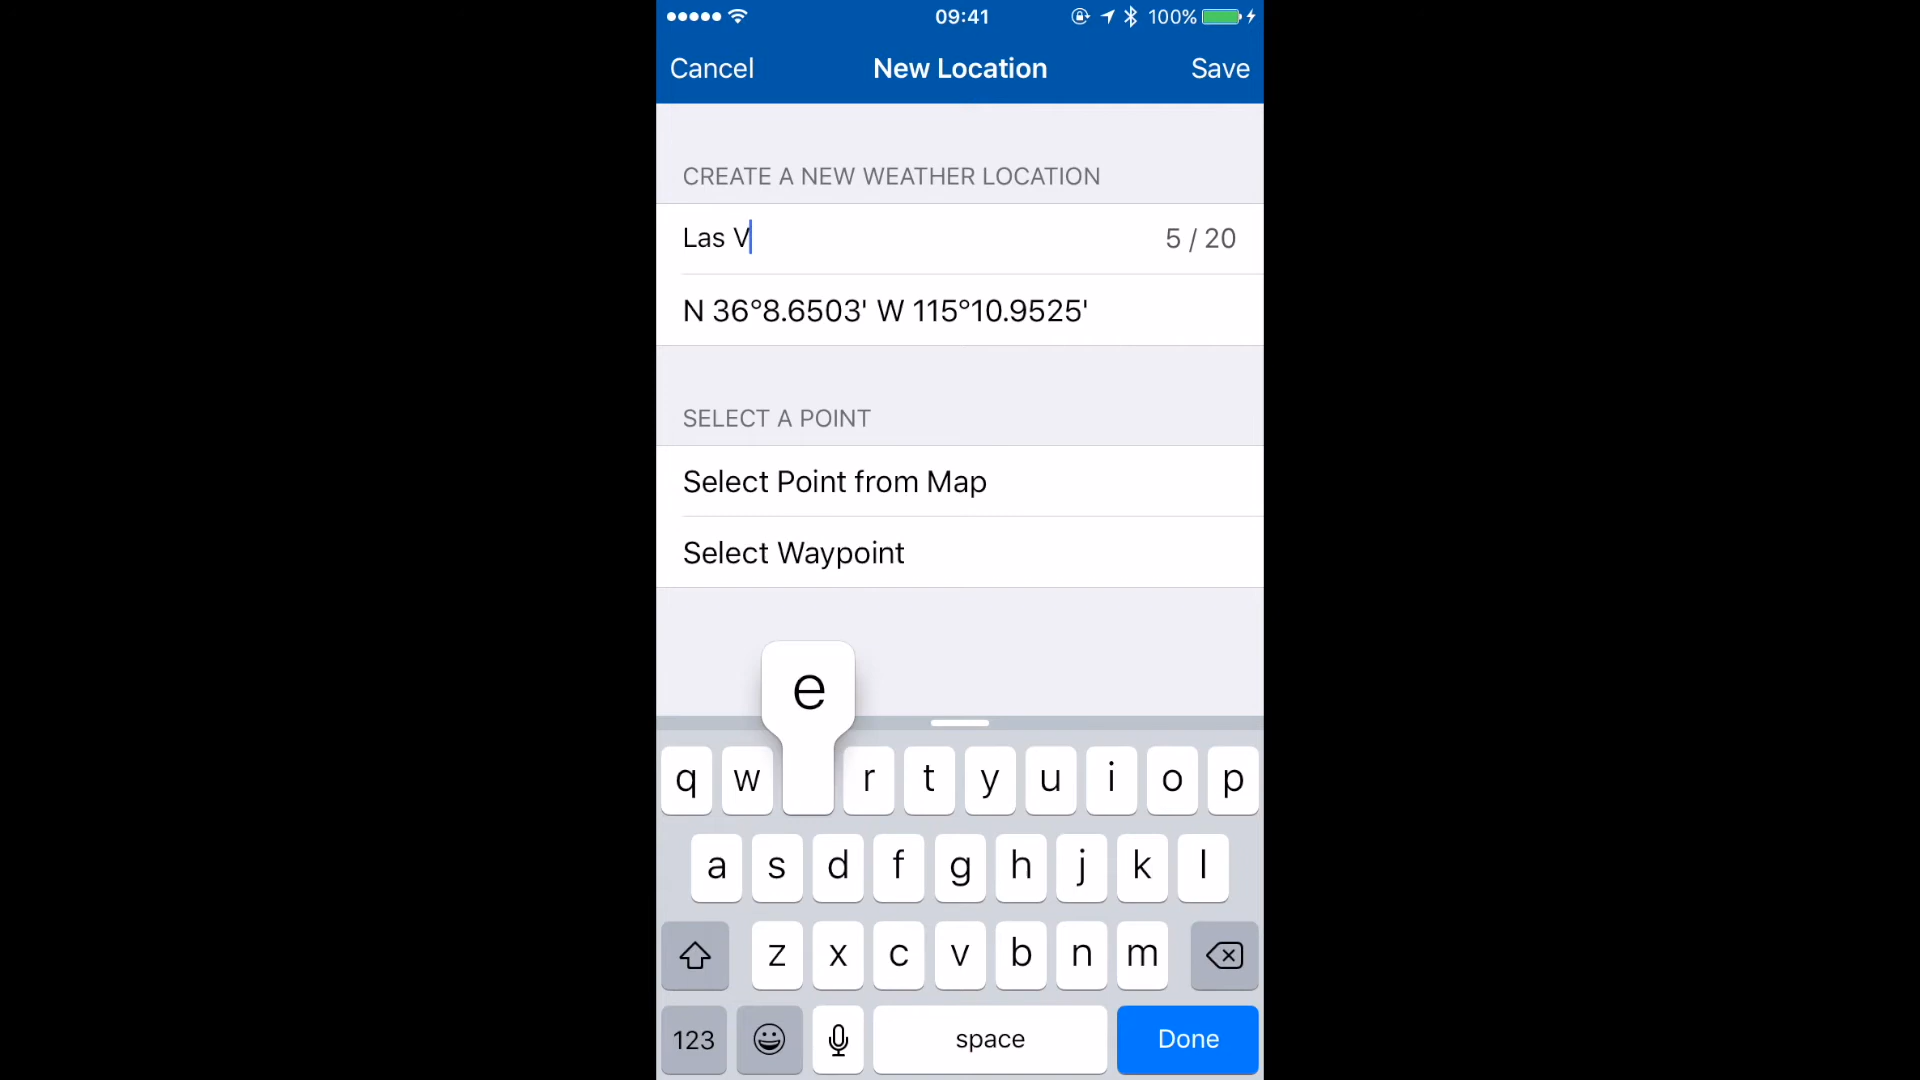 09:41 100%
Cancel New Location Save
CREATE A NEW WEATHER LOCATION
Las V 5 / 20
N 36°8.6503' W 115°10.9525'
SELECT A POINT
Select Point from Map
Select Waypoint
e
q w r t y u i o p
a s d f g h j k l
z x c v b n m
123 space Done